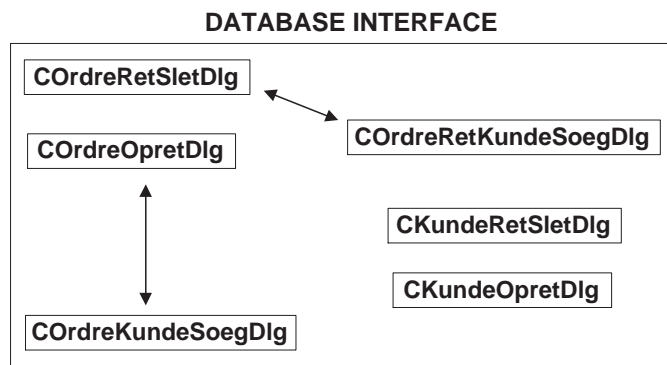 DATABASE INTERFACE
COrdreRetSletDlg
COrdreRetKundeSoegDlg
COrdreOpretDlg
CKundeRetSletDlg
CKundeOpretDlg
COrdreKundeSoegDlg